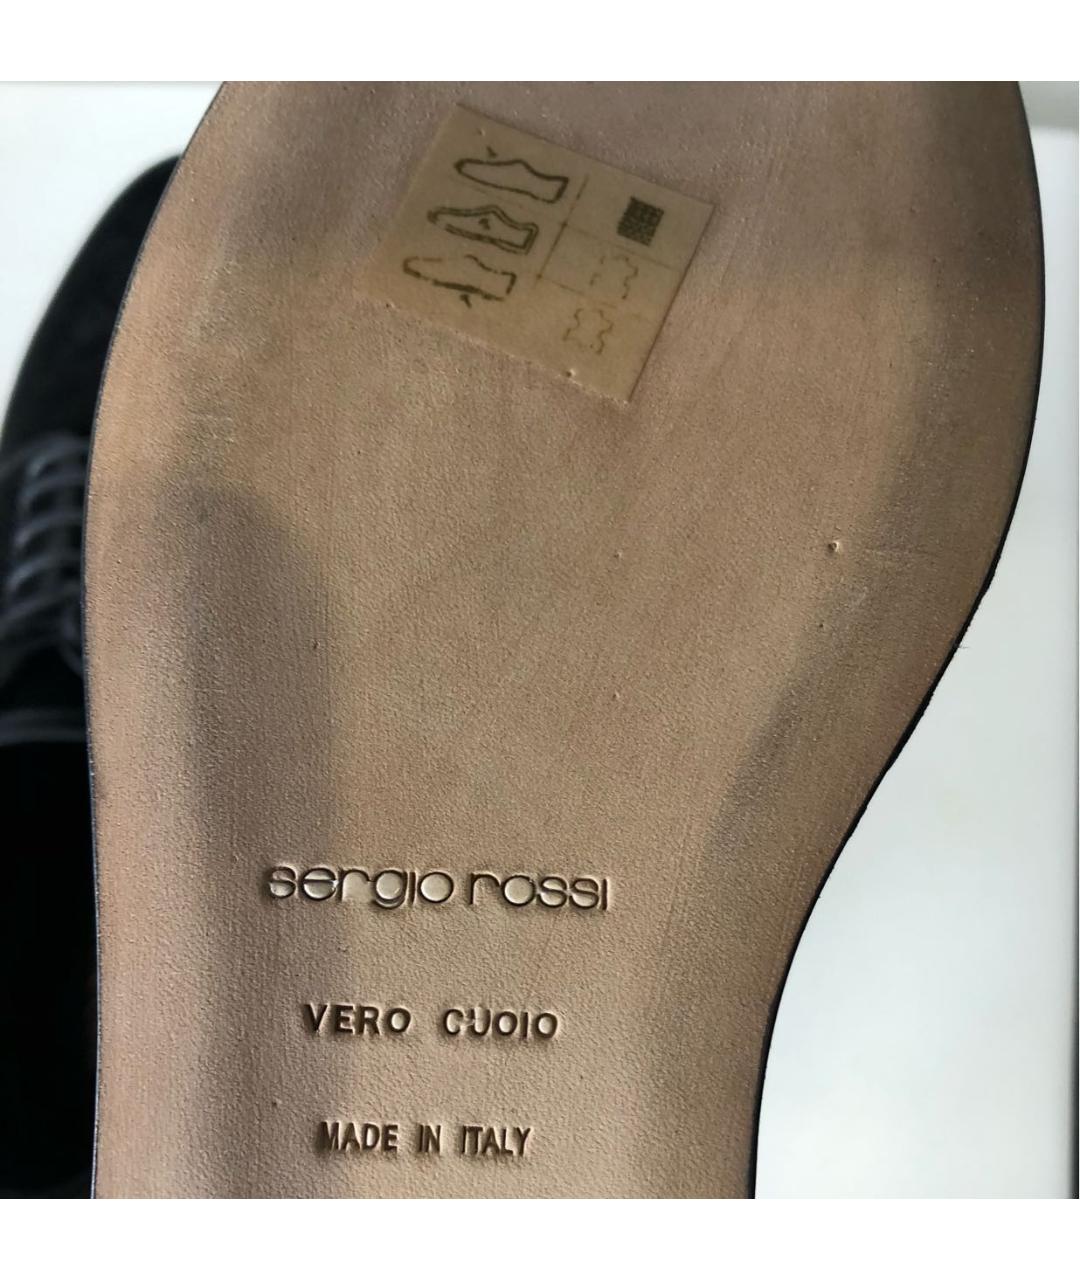 sergio rossi
VERO CUOIO
MADE IN ITALY